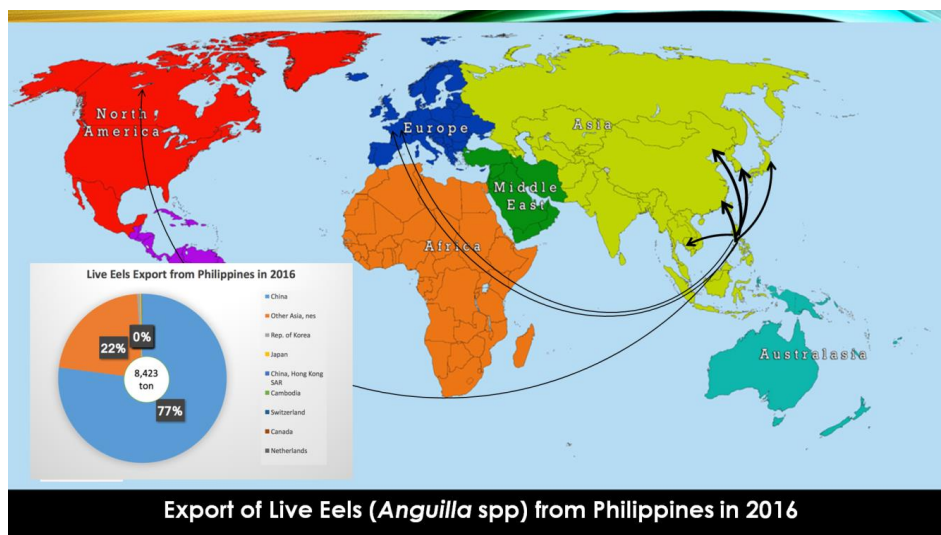 North
America
Europe
Asia
Middle
East
Africa
Australasia
Live Eels Export from Philippines in 2016
China
Other Asia, nes
Rep. of Korea
Japan
China, Hong Kong
SAR
Cambodia
Switzerland
Canada
Netherlands
0%
22%
8,423
ton
77%
Export of Live Eels (Anguilla spp) from Philippines in 2016